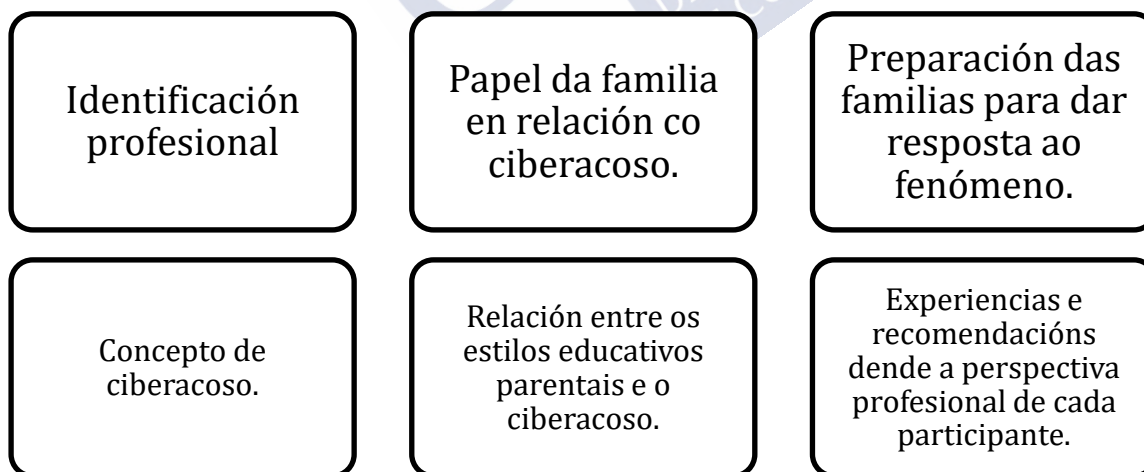 Identificación
profesional
Papel da familia
en relación co
ciberacoso.
Preparación das
familias para dar
resposta ao
fenómeno.
Concepto de
ciberacoso.
Relación entre os
estilos educativos
parentais e o
ciberacoso.
Experiencias e
recomendacións
dende a perspectiva
profesional de cada
participante.